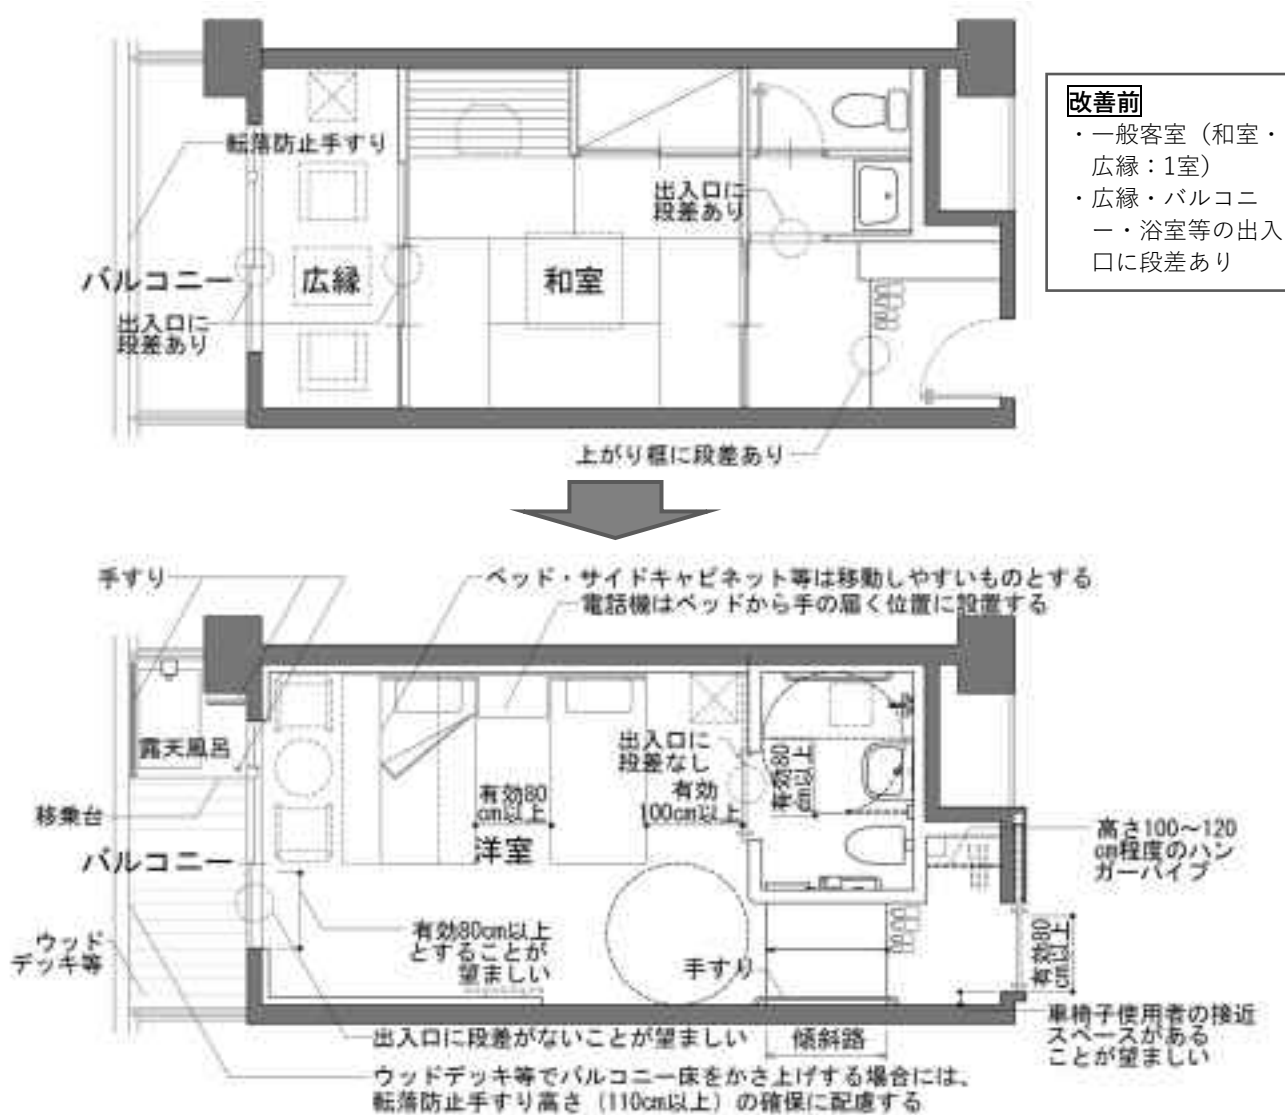 転落防止手すり
出入口に
段差あり
バルコニー
広縁
和室
出入口に
段差あり
上がり框に段差あり
改善前
・一般客室（和室・
広縁：1室）
・広縁・バルコニ
ー・浴室等の出入
口に段差あり
手すり
ベッド・サイドキャビネット等は移動しやすいものとする
電話機はベッドから手の届く位置に設置する
露天風呂
出入口に
段差なし
有効80
cm以上
有効80
cm以上
有効
100cm以上
移乗台
洋室
バルコニー
高さ100～120
cm程度のハン
ガーパイプ
有効80cm以上
とすることが
望ましい
ウッド
デッキ等
手すり
有効80
cm以上
出入口に段差がないことが望ましい
傾斜路
車椅子使用者の接近
スペースがある
ことが望ましい
ウッドデッキ等でバルコニー床をかさ上げする場合には、
転落防止手すり高さ（110cm以上）の確保に配慮する